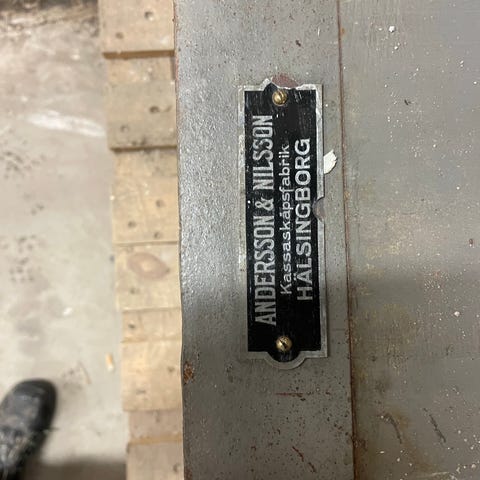 ANDERSSON & NILSSON
Kassaskåpsfabrik
HÄLSINGBORG